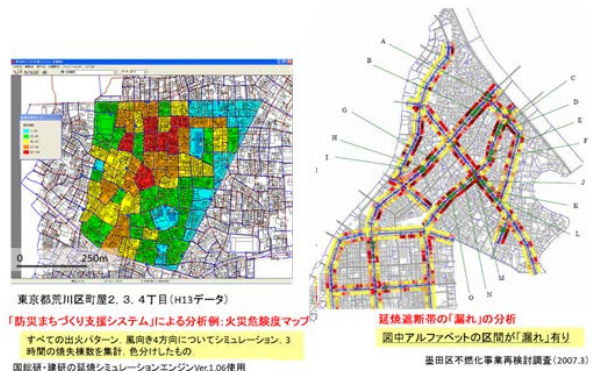 0 250m
東京都荒川区町屋2, 3, 4丁目(H13データ)
「防災まちづくり支援システム」による分析例:火災危険度マップ
すべての出火パターン, 風向き4方向についてシミュレーション, 3
時間の焼失棟数を集計, 色分けしたもの.
国総研・建研の延焼シミュレーションエンジンVer.1.06使用
A
B
C
D
E
F
G
H
I
J
K
L
M
N
O
延焼遮断帯の「漏れ」の分析
図中アルファベットの区間が「漏れ」有り
墨田区不燃化事業再検討調査(2007.3)